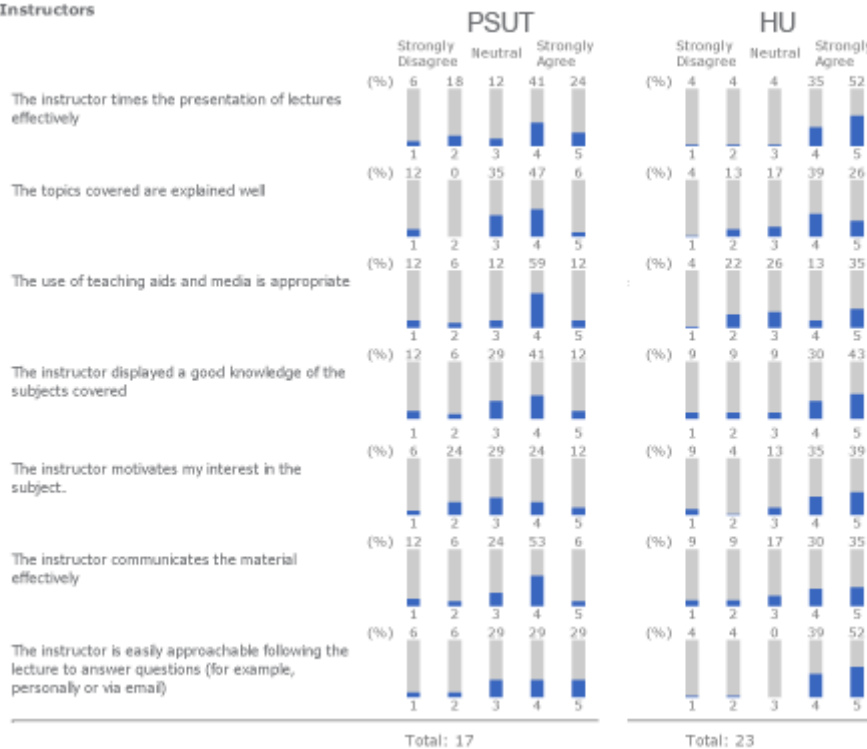 Instructors
PSUT HU
Strongly Disagree Neutral Strongly Agree Strongly Disagree Neutral Strongly Agree
(%) 6 18 12 41 24 (%) 4 4 4 35 52
The instructor times the presentation of lectures
effectively
1 2 3 4 5 1 2 3 4 5
(%) 12 0 35 47 6 (%) 4 13 17 39 26
The topics covered are explained well
1 2 3 4 5 1 2 3 4 5
(%) 12 6 12 59 12 (%) 4 22 26 13 35
The use of teaching aids and media is appropriate
1 2 3 4 5 1 2 3 4 5
(%) 12 6 29 41 12 (%) 9 9 9 30 43
The instructor displayed a good knowledge of the
subjects covered
1 2 3 4 5 1 2 3 4 5
(%) 6 24 29 24 12 (%) 9 4 13 35 39
The instructor motivates my interest in the
subject.
1 2 3 4 5 1 2 3 4 5
(%) 12 6 24 53 6 (%) 9 9 17 30 35
The instructor communicates the material
effectively
1 2 3 4 5 1 2 3 4 5
(%) 6 6 29 29 29 (%) 4 4 0 39 52
The instructor is easily approachable following the
lecture to answer questions (for example,
personally or via email)
1 2 3 4 5 1 2 3 4 5
Total: 17 Total: 23